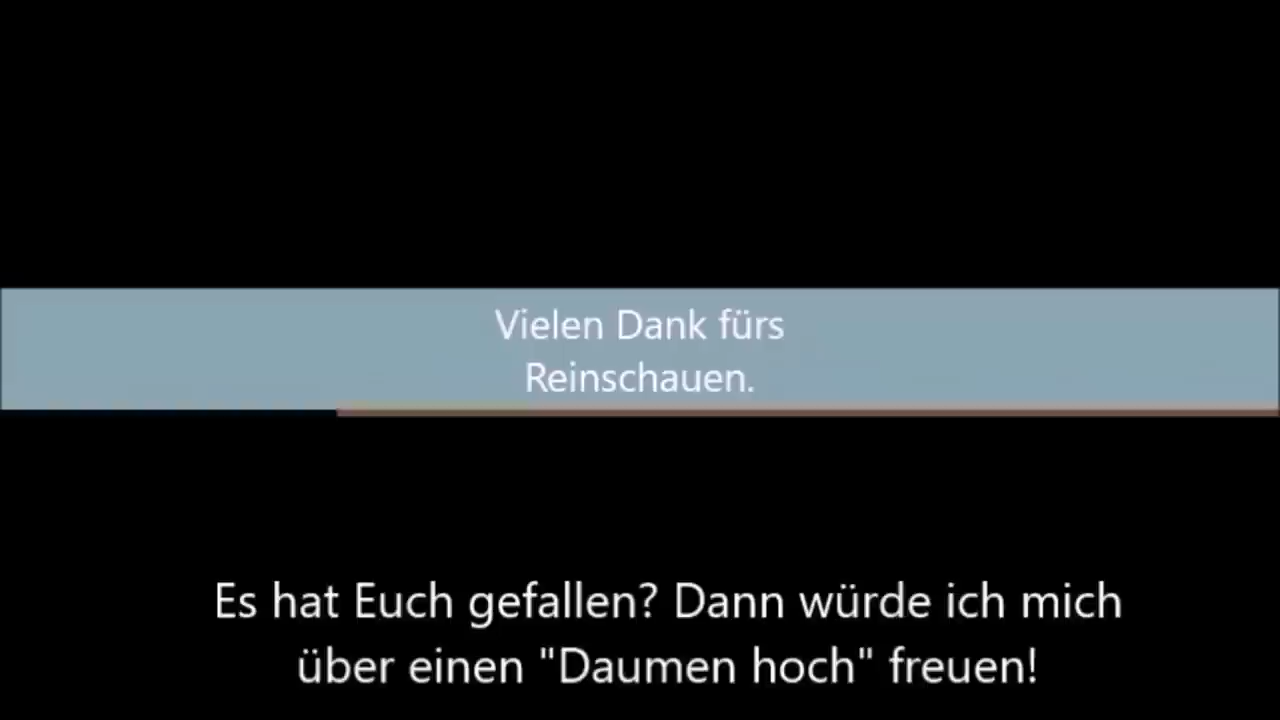 Vielen Dank fürs
Reinschauen.
Es hat Euch gefallen? Dann würde ich mich
über einen "Daumen hoch" freuen!